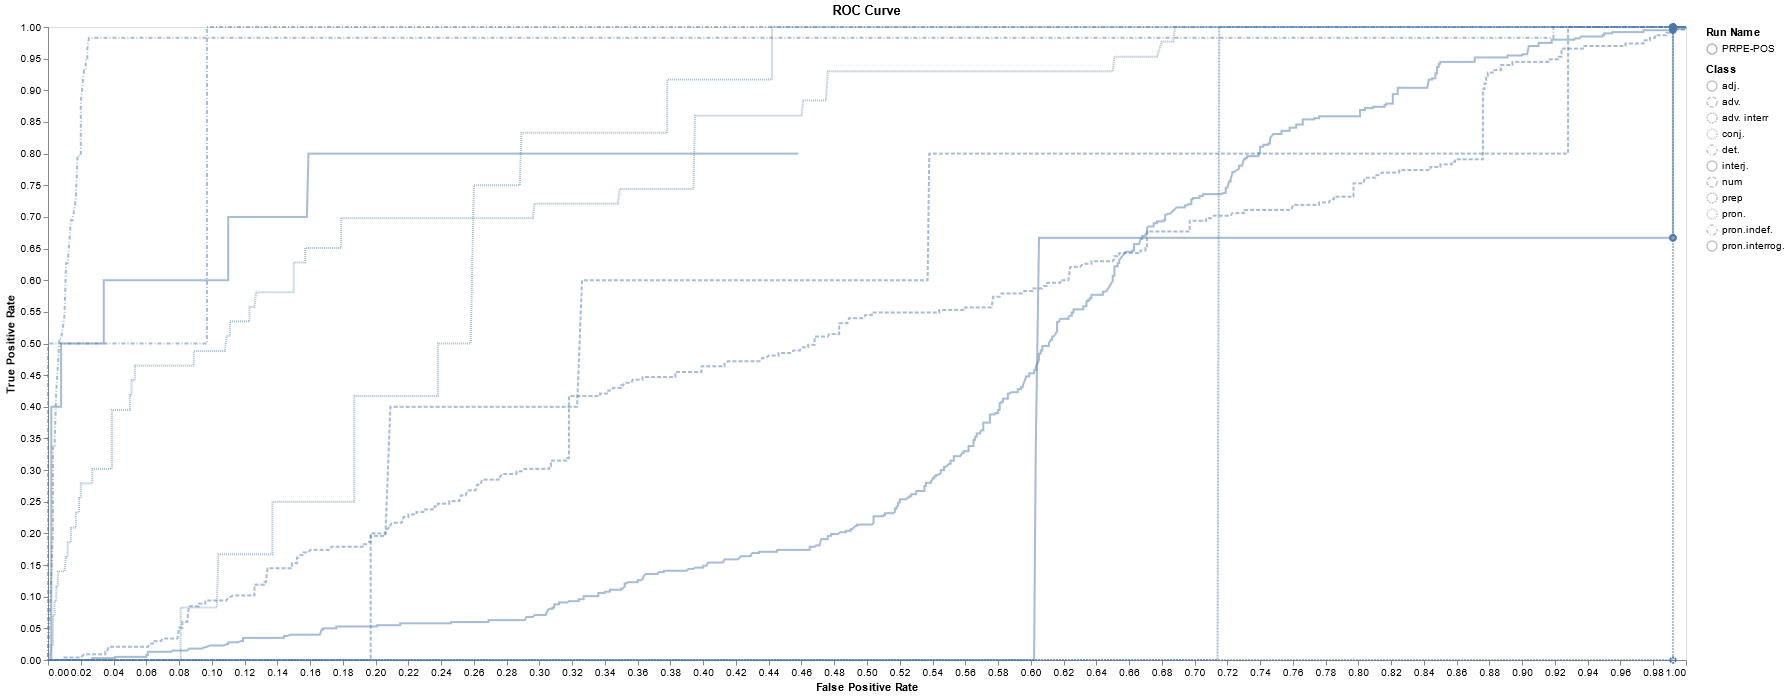 ROC Curve
True Positive Rate
1.00
0.95
0.90
0.85
0.80
0.75
0.70
0.65
0.60
0.55
0.50
0.45
0.40
0.35
0.30
0.25
0.20
0.15
0.10
0.05
0.00
0.00 0.02 0.04 0.06 0.08 0.10 0.12 0.14 0.16 0.18 0.20 0.22 0.24 0.26 0.28 0.30 0.32 0.34 0.36 0.38 0.40 0.42 0.44 0.46 0.48 0.50 0.52 0.54 0.56 0.58 0.60 0.62 0.64 0.66 0.68 0.70 0.72 0.74 0.76 0.78 0.80 0.82 0.84 0.86 0.88 0.90 0.92 0.94 0.96 0.98 1.00
False Positive Rate
Run Name
PRPE-POS
Class
adj.
adv.
adv. interr
conj.
det.
interj.
num
prep
pron.
pron.indef.
pron.interrog.